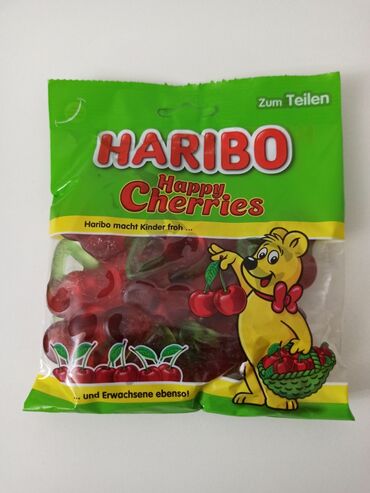 Zum Teilen
HARIBO
Happy
Cherries
Haribo macht Kinder froh ...
... und Erwachsene ebenso!